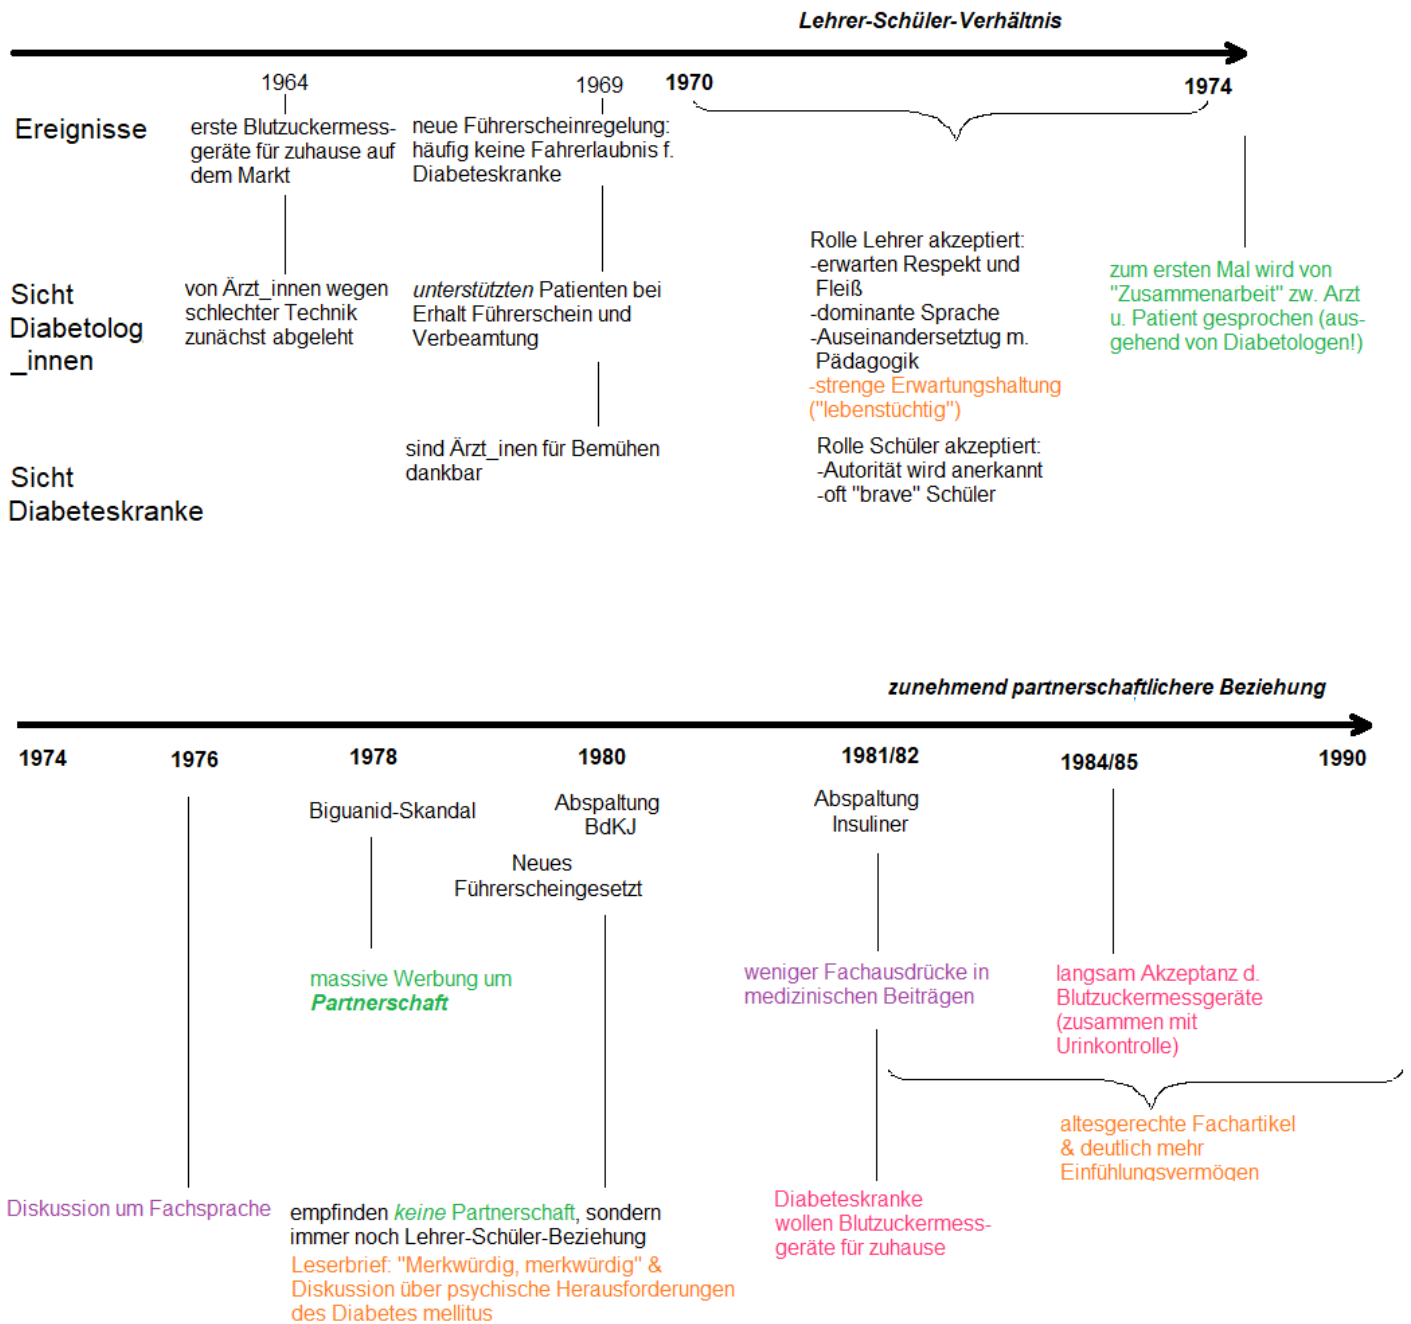 Lehrer-Schüler-Verhältnis
1964
1969
1970
1974
Ereignisse
erste Blutzuckermess-
geräte für zuhause auf
dem Markt
neue Führerscheinregelung:
häufig keine Fahrerlaubnis f.
Diabeteskranke
Sicht
Diabetolog
_innen
von Ärzt_innen wegen
schlechter Technik
zunächst abgeleht
unterstützten Patienten bei
Erhalt Führerschein und
Verbeamtung
Rolle Lehrer akzeptiert:
-erwarten Respekt und
Fleiß
-dominante Sprache
-Auseinandersetztug m.
Pädagogik
-strenge Erwartungshaltung
("lebenstüchtig")
zum ersten Mal wird von
"Zusammenarbeit" zw. Arzt
u. Patient gesprochen (aus-
gehend von Diabetologen!)
Sicht
Diabeteskranke
sind Ärzt_inen für Bemühen
dankbar
Rolle Schüler akzeptiert:
-Autorität wird anerkannt
-oft "brave" Schüler
zunehmend partnerschaftlichere Beziehung
1974
1976
1978
1980
1981/82
1984/85
1990
Biguanid-Skandal
Abspaltung
BdKJ
Neues
Führerscheingesetzt
Abspaltung
Insuliner
massive Werbung um
Partnerschaft
weniger Fachausdrücke in
medizinischen Beiträgen
langsam Akzeptanz d.
Blutzuckermessgeräte
(zusammen mit
Urinkontrolle)
altesgerechte Fachartikel
& deutlich mehr
Einfühlungsvermögen
Diskussion um Fachsprache
empfinden keine Partnerschaft, sondern
immer noch Lehrer-Schüler-Beziehung
Leserbrief: "Merkwürdig, merkwürdig" &
Diskussion über psychische Herausforderungen
des Diabetes mellitus
Diabeteskranke
wollen Blutzuckermess-
geräte für zuhause